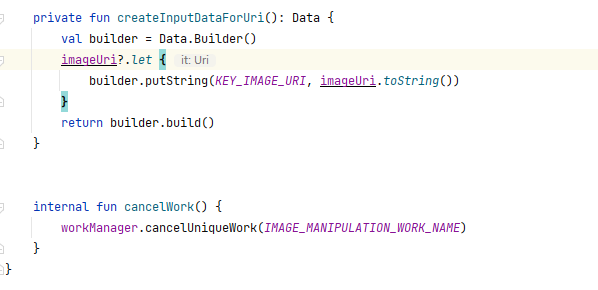 private fun createInputDataForUri(): Data {
    val builder = Data.Builder()
    imageUri?.let { it: Uri
        builder.putString(KEY_IMAGE_URI, imageUri.toString())
    }
    return builder.build()
}
internal fun cancelWork() {
    workManager.cancelUniqueWork(IMAGE_MANIPULATION_WORK_NAME)
}
}